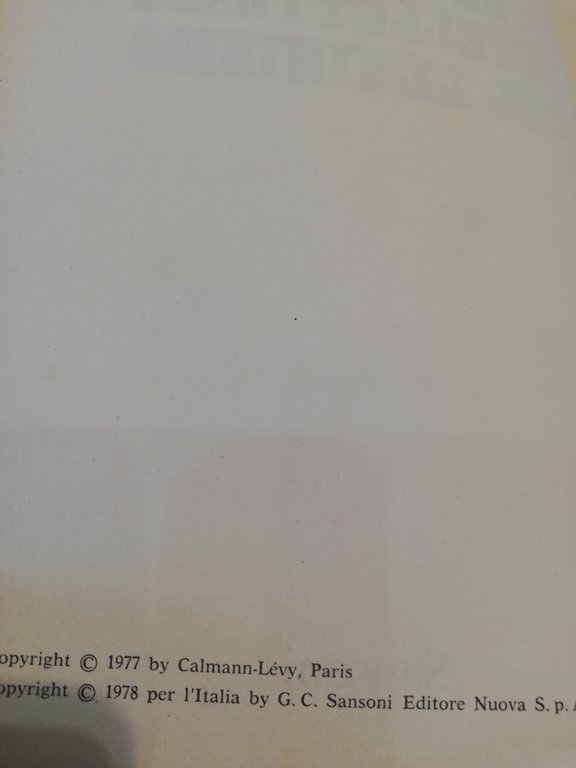 opyright © 1977 by Calmann-Lévy, Paris
opyright © 1978 per l'Italia by G. C. Sansoni Editore Nuova S. p. A